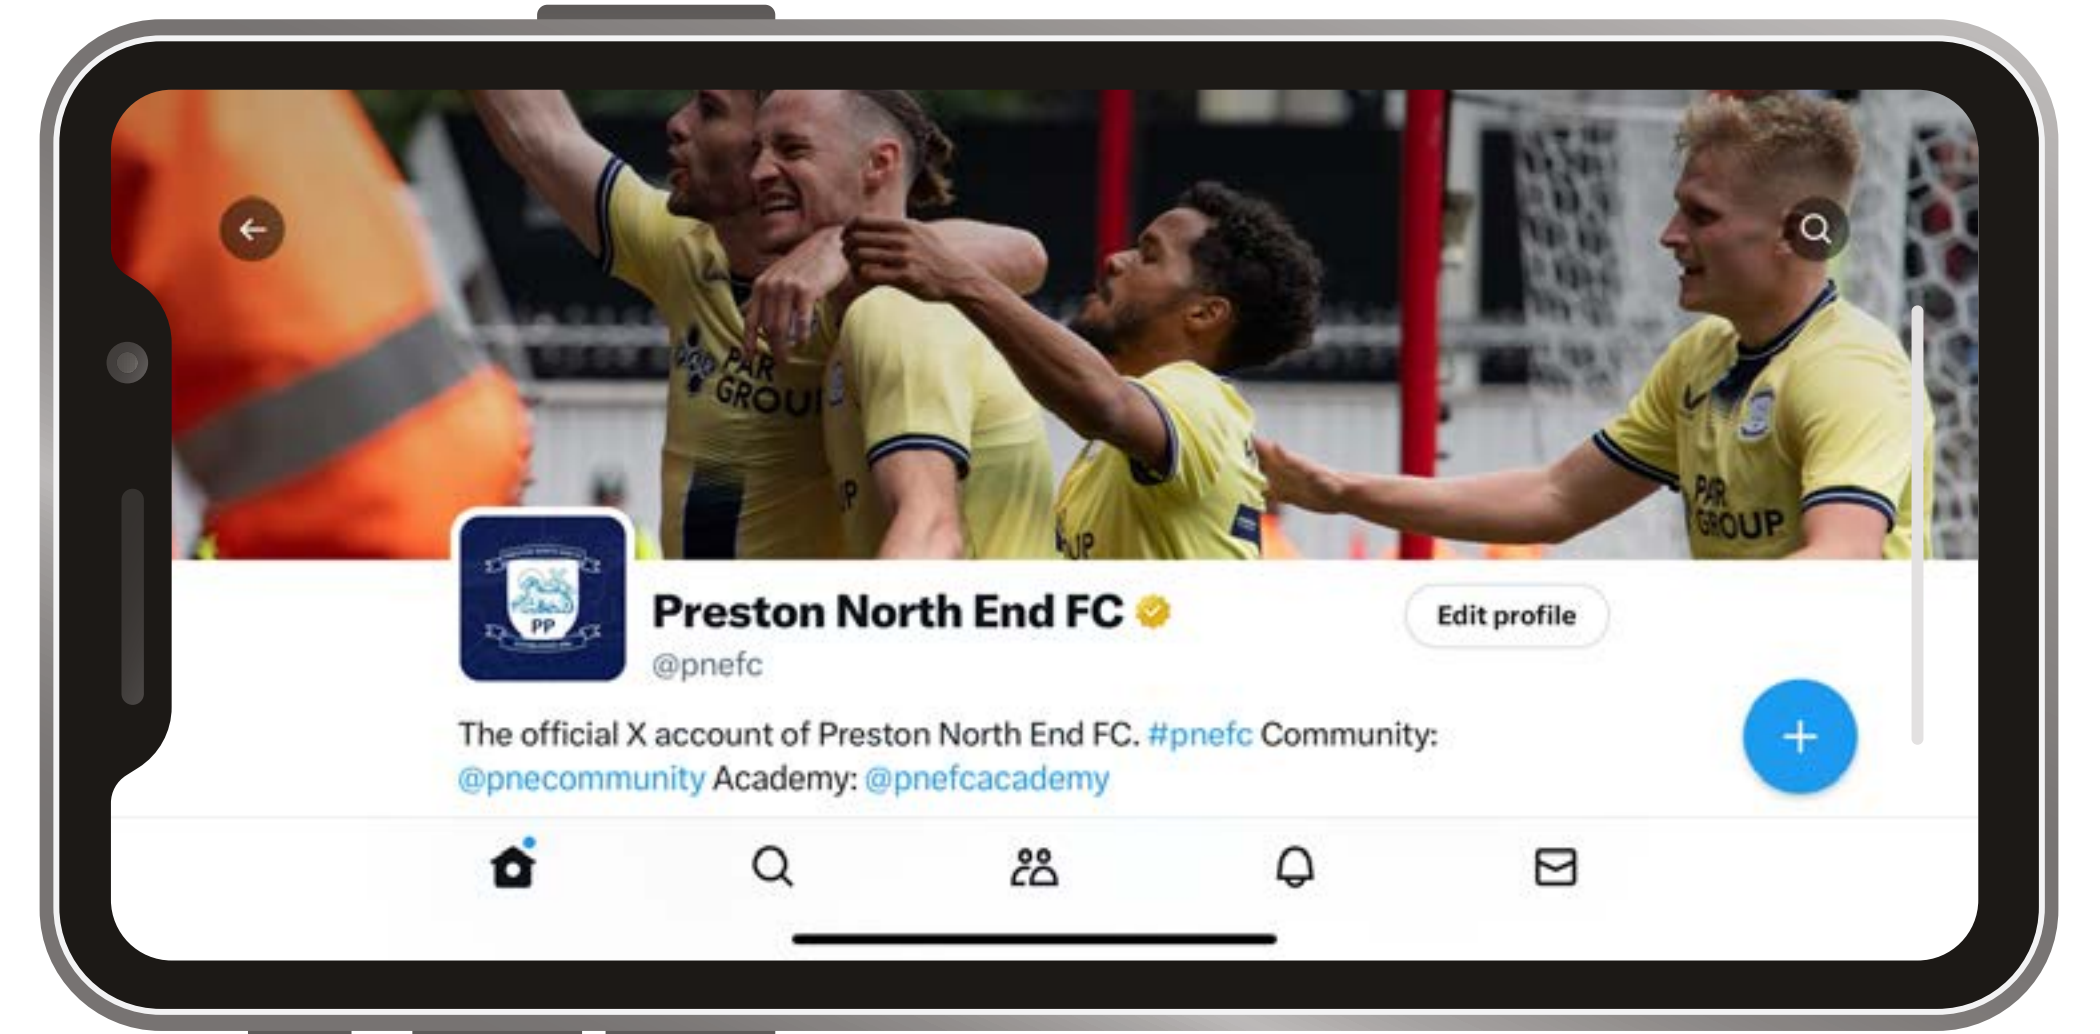 PAR
GROUP
PAR
GROUP
UP
PP
Preston North End FC
@pnefc
Edit profile
The official X account of Preston North End FC. #pnefc Community:
@pnecommunity Academy: @pnefcacademy